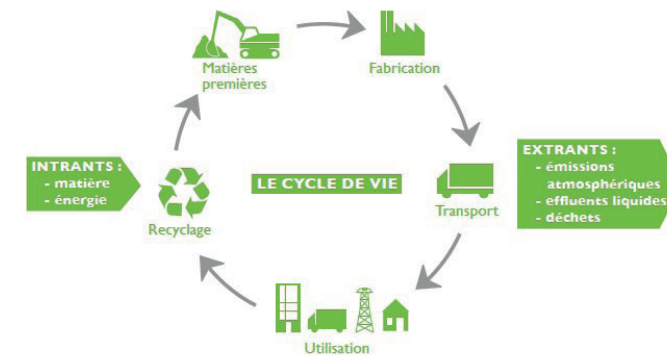 Matières
premières
Fabrication
INTRANTS :
- matière
- énergie
LE CYCLE DE VIE
EXTRANTS :
- émissions
atmosphériques
- effluents liquides
- déchets
Transport
Recyclage
Utilisation